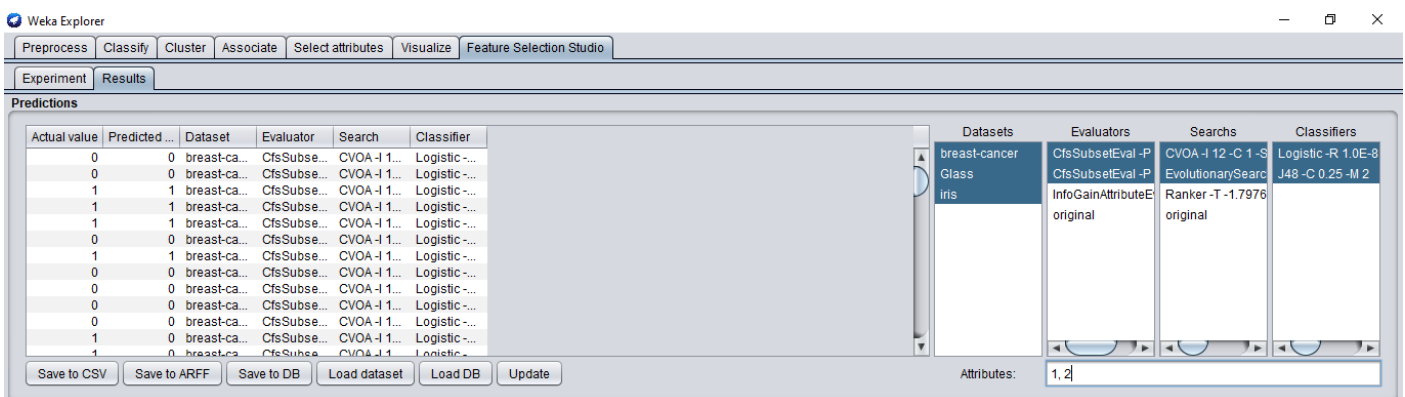 Weka Explorer
Preprocess Classify Cluster Associate Select attributes Visualize Feature Selection Studio
Experiment Results
Predictions
Actual value Predicted ... Dataset Evaluator Search Classifier
0 0 breast-ca... CfsSubse... CVOA -I 1... Logistic -...
0 0 breast-ca... CfsSubse... CVOA -I 1... Logistic -...
1 1 breast-ca... CfsSubse... CVOA -I 1... Logistic -...
1 1 breast-ca... CfsSubse... CVOA -I 1... Logistic -...
1 1 breast-ca... CfsSubse... CVOA -I 1... Logistic -...
0 0 breast-ca... CfsSubse... CVOA -I 1... Logistic -...
1 1 breast-ca... CfsSubse... CVOA -I 1... Logistic -...
0 0 breast-ca... CfsSubse... CVOA -I 1... Logistic -...
0 0 breast-ca... CfsSubse... CVOA -I 1... Logistic -...
0 0 breast-ca... CfsSubse... CVOA -I 1... Logistic -...
0 0 breast-ca... CfsSubse... CVOA -I 1... Logistic -...
1 0 breast-ca... CfsSubse... CVOA -I 1... Logistic -...
1 0 breast-ca... CfsSubse... CVOA -I 1... Logistic -...
Datasets Evaluators Searchs Classifiers
breast-cancer CfsSubsetEval -P CVOA -I 12 -C 1 -S Logistic -R 1.0E-8
Glass CfsSubsetEval -P EvolutionarySearc J48 -C 0.25 -M 2
iris InfoGainAttributeE Ranker -T -1.7976
original original
Save to CSV Save to ARFF Save to DB Load dataset Load DB Update
Attributes: 1, 2